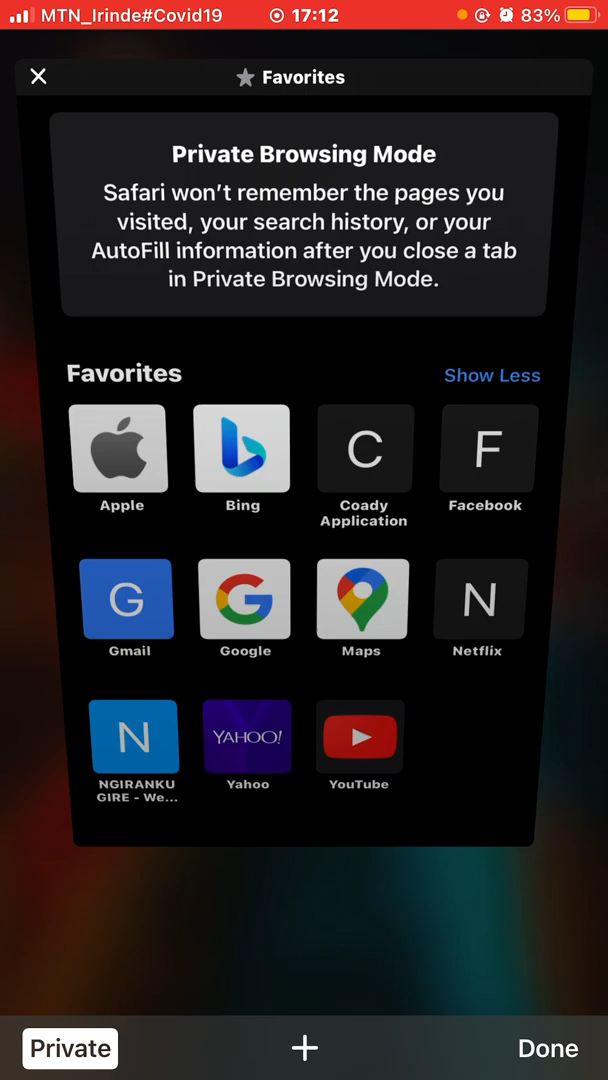 MTN_Irinde#Covid19 17:12 83%
Favorites
Private Browsing Mode
Safari won't remember the pages you
visited, your search history, or your
AutoFill information after you close a tab
in Private Browsing Mode.
Favorites Show Less
C F
Apple Bing Coady Facebook
Application
G G N
Gmail Google Maps Netflix
N YAHOO!
NGIRANKU Yahoo YouTube
GIRE - We...
Private + Done